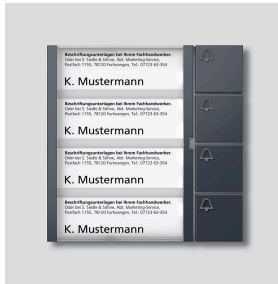 Beschriftungsunterlagen bei Ihrem Fachhandwerker.
Oder bei S. Siedle & Söhne, Abt. Marketing-Service,
Postfach 1155, 78120 Furtwangen, Tel.: 07723 63-354
K. Mustermann
Beschriftungsunterlagen bei Ihrem Fachhandwerker.
Oder bei S. Siedle & Söhne, Abt. Marketing-Service,
Postfach 1155, 78120 Furtwangen, Tel.: 07723 63-354
K. Mustermann
Beschriftungsunterlagen bei Ihrem Fachhandwerker.
Oder bei S. Siedle & Söhne, Abt. Marketing-Service,
Postfach 1155, 78120 Furtwangen, Tel.: 07723 63-354
K. Mustermann
Beschriftungsunterlagen bei Ihrem Fachhandwerker.
Oder bei S. Siedle & Söhne, Abt. Marketing-Service,
Postfach 1155, 78120 Furtwangen, Tel.: 07723 63-354
K. Mustermann